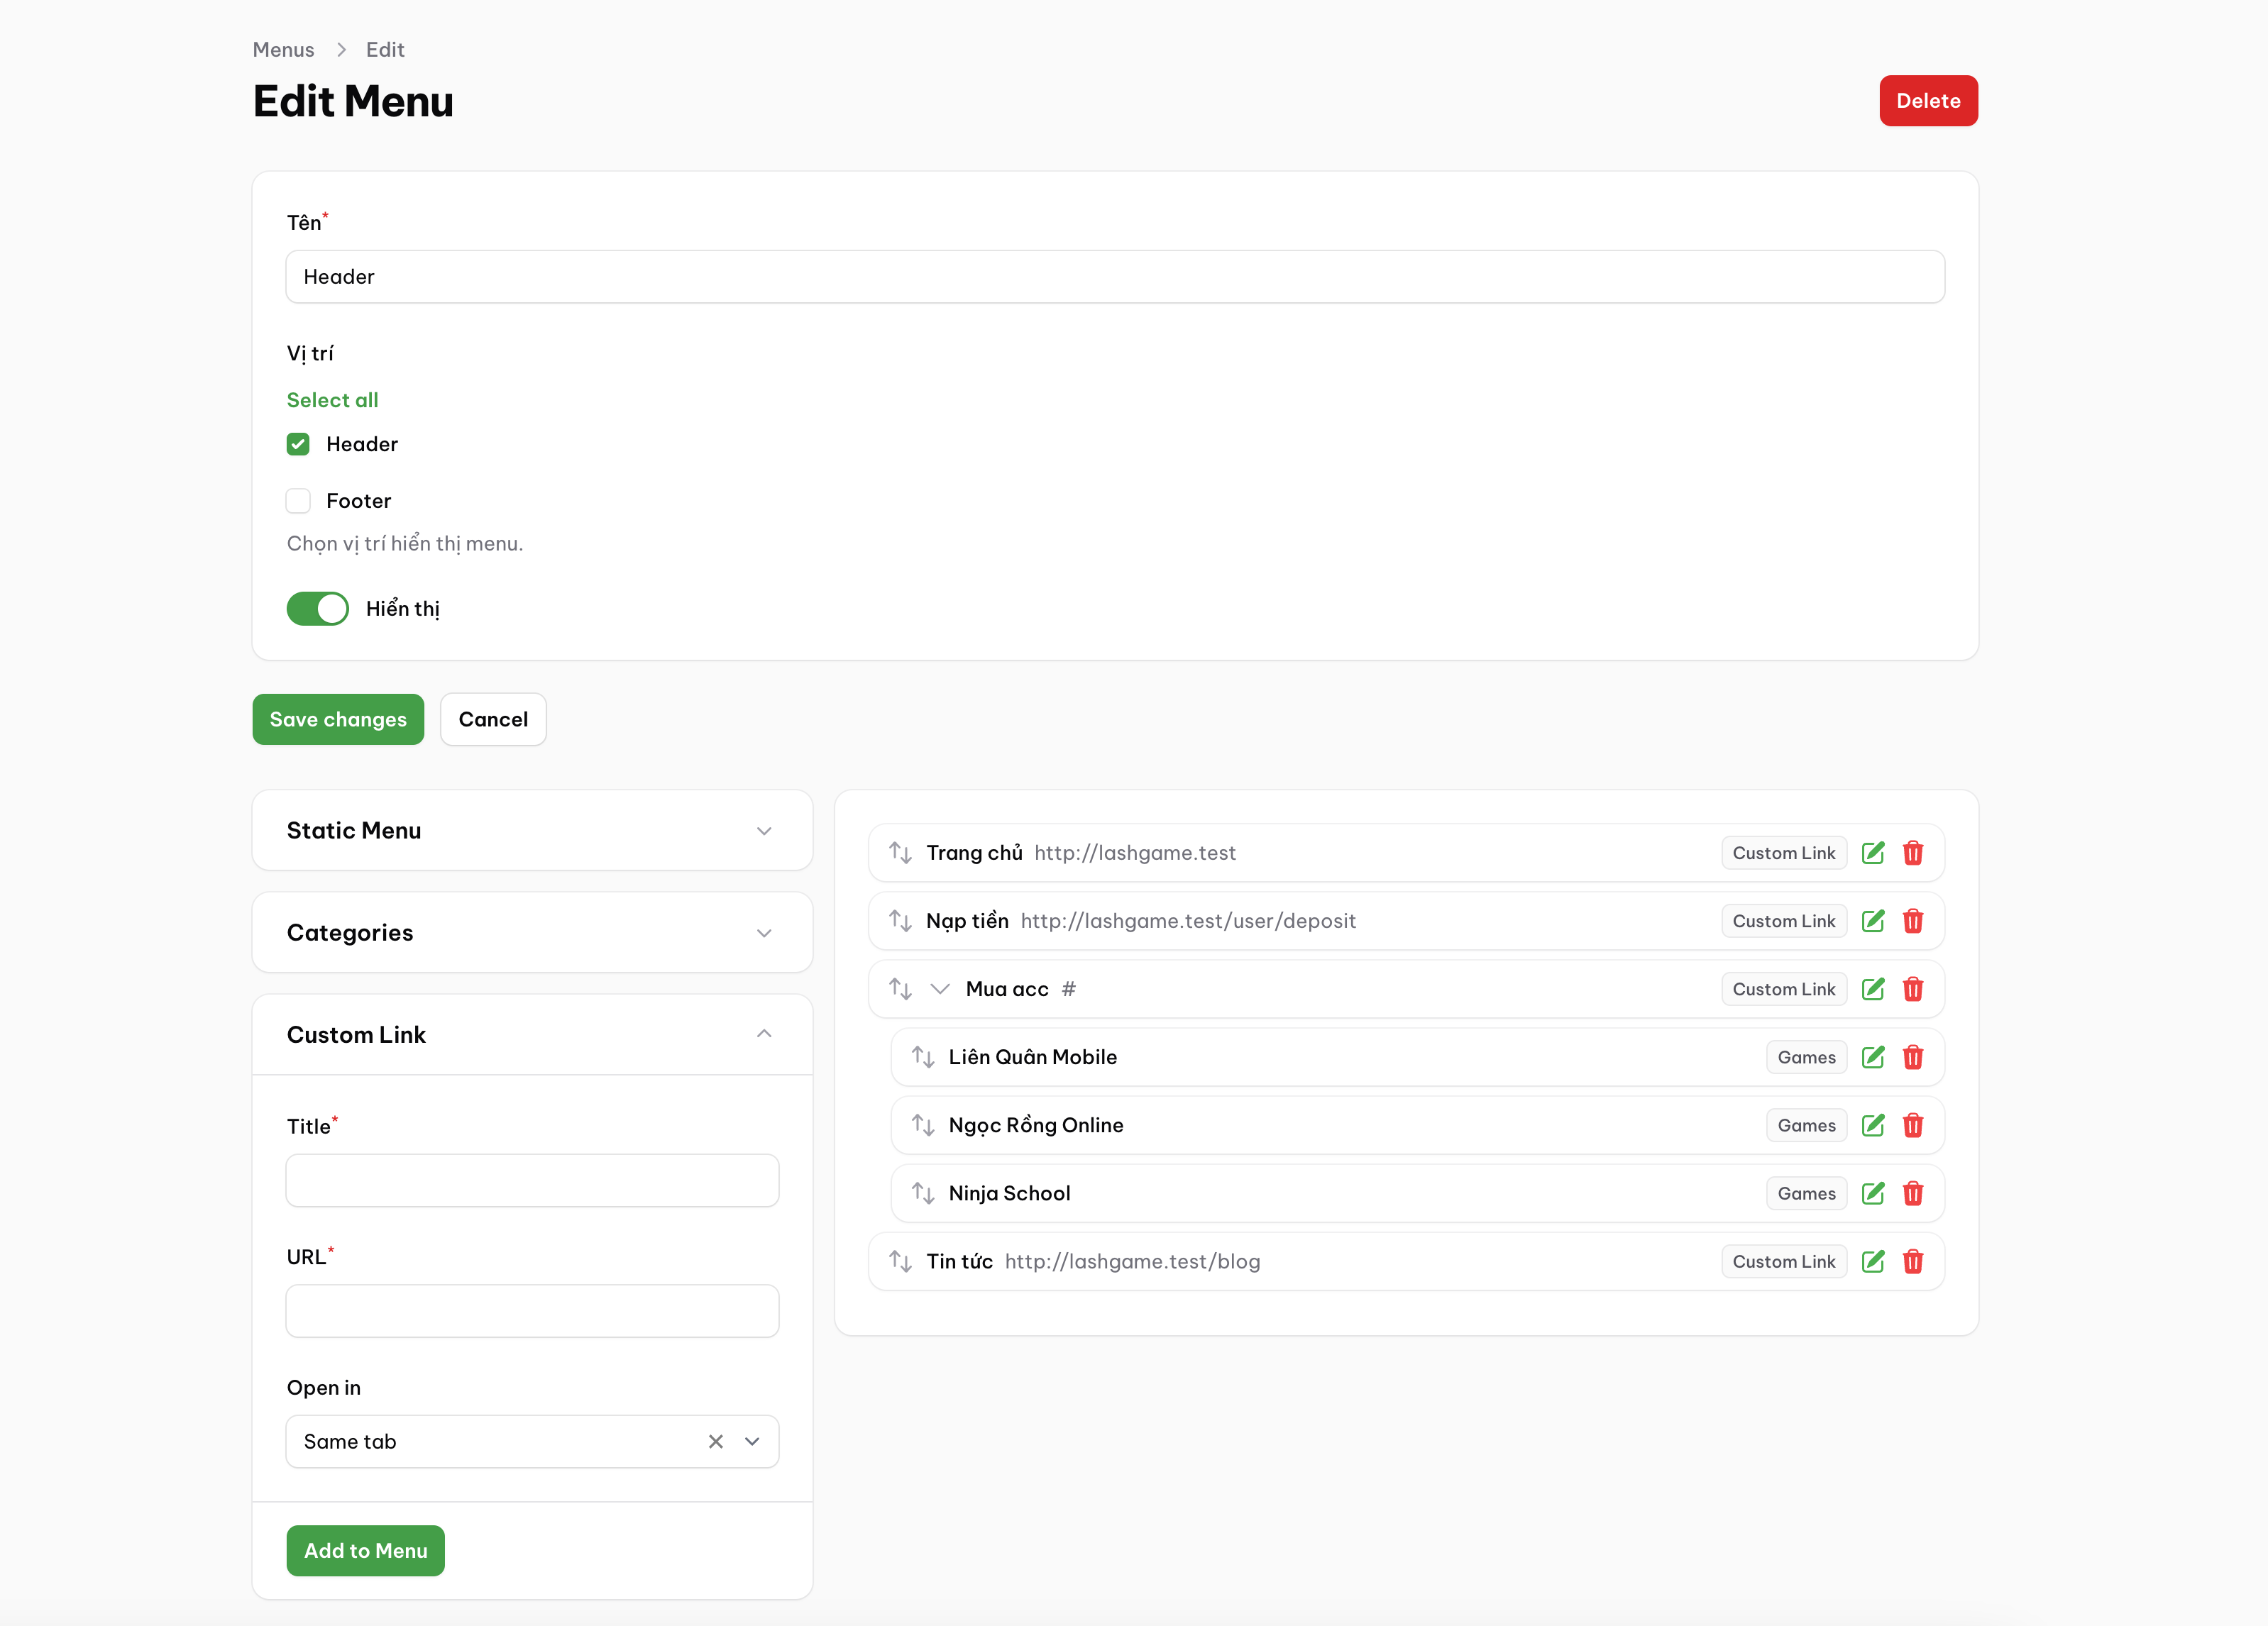 Menus > Edit
Edit Menu
Delete
Tên*
Header
Vị trí
Select all
Header
Footer
Chọn vị trí hiển thị menu.
Hiển thị
Save changes Cancel
Static Menu
Categories
Custom Link
Title*
URL*
Open in
Same tab
Add to Menu
Trang chủ http://lashgame.test Custom Link
Nạp tiền http://lashgame.test/user/deposit Custom Link
Mua acc # Custom Link
Liên Quân Mobile Games
Ngọc Rồng Online Games
Ninja School Games
Tin tức http://lashgame.test/blog Custom Link